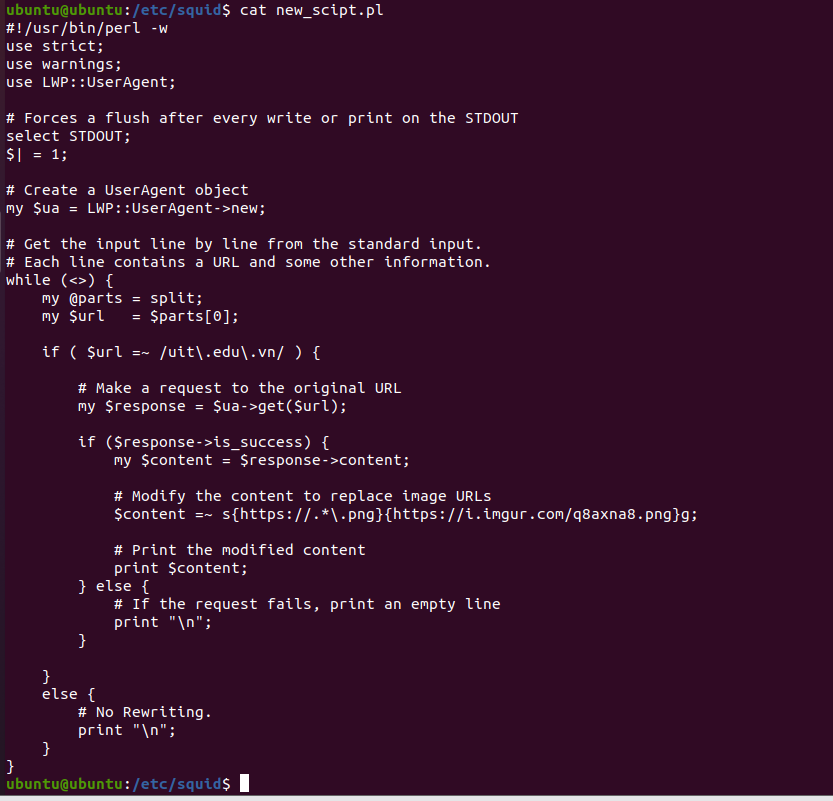 ubuntu@ubuntu:/etc/squid$ cat new_scipt.pl
#!/usr/bin/perl -w
use strict;
use warnings;
use LWP::UserAgent;

# Forces a flush after every write or print on the STDOUT
select STDOUT;
$| = 1;

# Create a UserAgent object
my $ua = LWP::UserAgent->new;

# Get the input line by line from the standard input.
# Each line contains a URL and some other information.
while (<>) {
    my @parts = split;
    my $url   = $parts[0];

    if ( $url =~ /uit\.edu\.vn/ ) {

        # Make a request to the original URL
        my $response = $ua->get($url);

        if ($response->is_success) {
            my $content = $response->content;

            # Modify the content to replace image URLs
            $content =~ s{https://.*\.png}{https://i.imgur.com/q8axna8.png}g;

            # Print the modified content
            print $content;
        } else {
            # If the request fails, print an empty line
            print "\n";
        }

    }
    else {
        # No Rewriting.
        print "\n";
    }
}
ubuntu@ubuntu:/etc/squid$